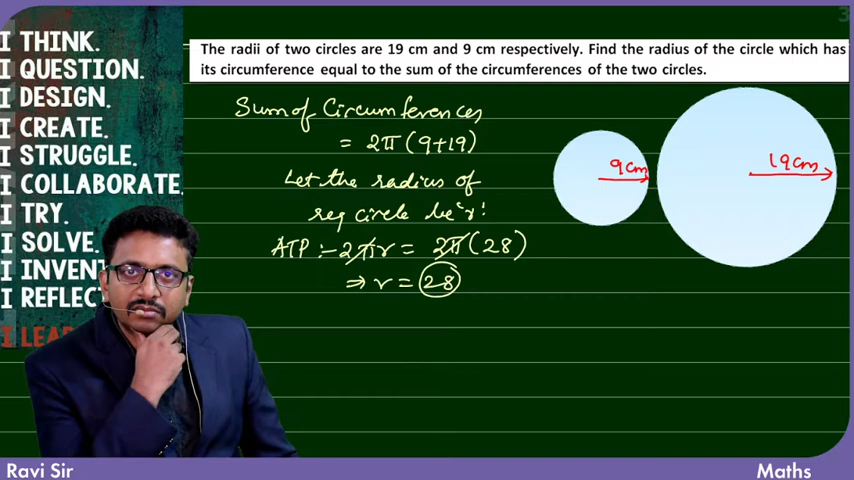 I THINK.
I QUESTION.
I DESIGN.
I CREATE.
I STRUGGLE.
I COLLABORATE.
I TRY.
I SOLVE.
I INVENT
I REFLECT
I LEA
3
The radii of two circles are 19 cm and 9 cm respectively. Find the radius of the circle which has
its circumference equal to the sum of the circumferences of the two circles.
Sum of Circumferences
= 2π (9+19)
Let the radius of
req circle be 'r'.
ATP :- 2πr = 2π(28)
⇒ r = 28
9cm
19cm
Ravi Sir
Maths